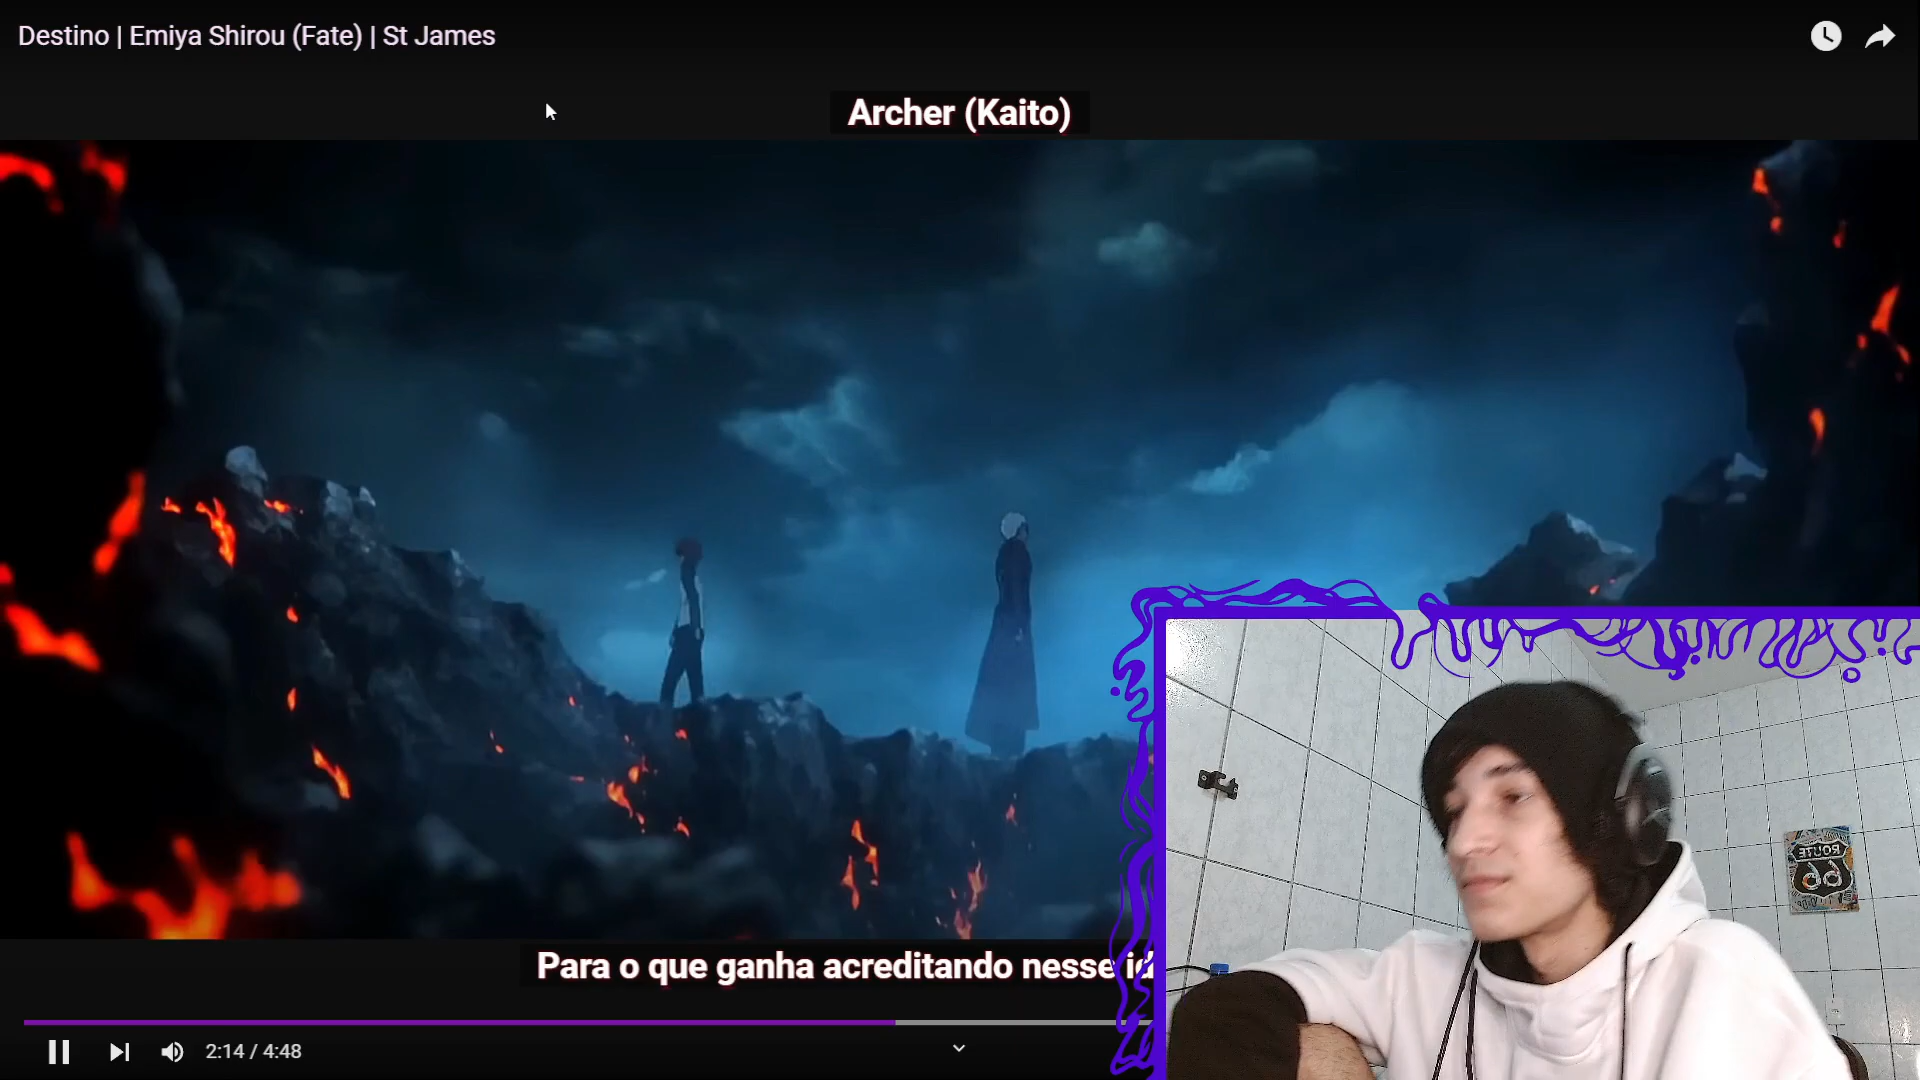 Destino | Emiya Shirou (Fate) | St James
Archer (Kaito)
Para o que ganha acreditando nesse
2:14 / 4:48
ROUTE
66